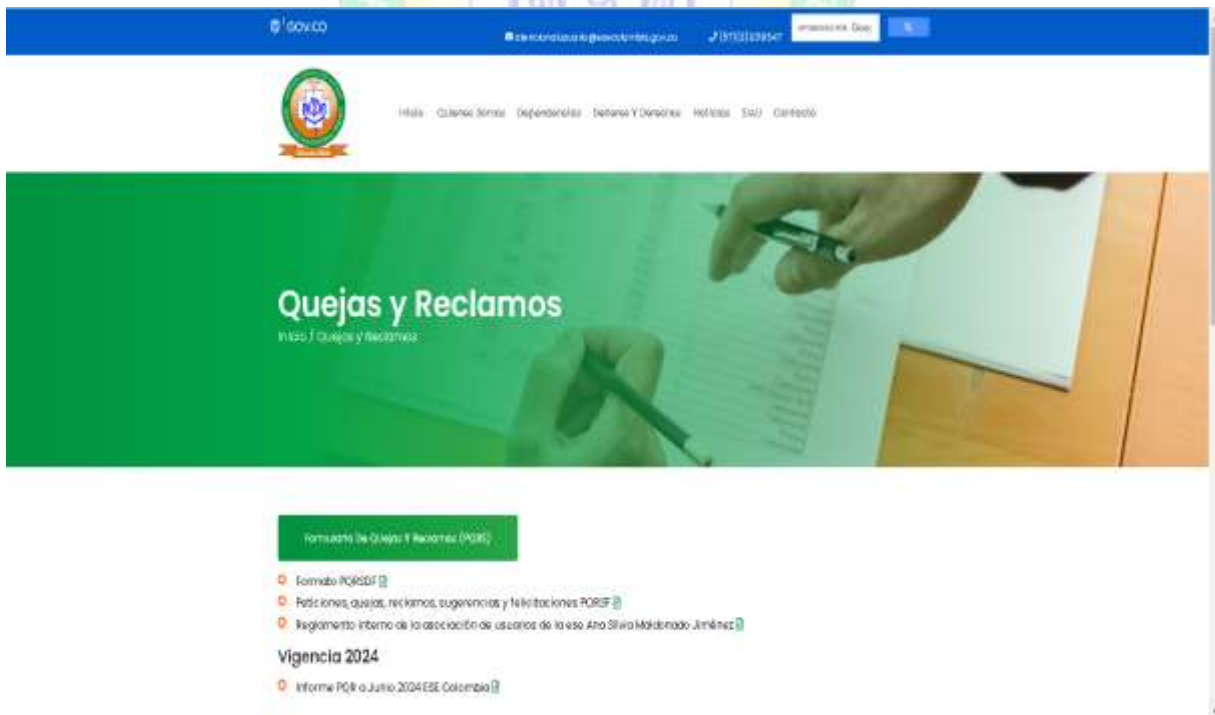 GOV.CO
Inicio Quienes Somos Dependencias Deberes Y Derechos Noticias SIAU Contacto
Quejas y Reclamos
Inicio / Quejas y Reclamos
Formulario De Quejas Y Reclamos (PQRS)
Formato PQRSDF
Peticiones, quejas, reclamos, sugerencias y felicitaciones PQRSF
Reglamento interno de la asociación de usuarios de la ese Ana Silvia Maldonado Jiménez
Vigencia 2024
Informe PQR a Junio 2024 ESE Colombia